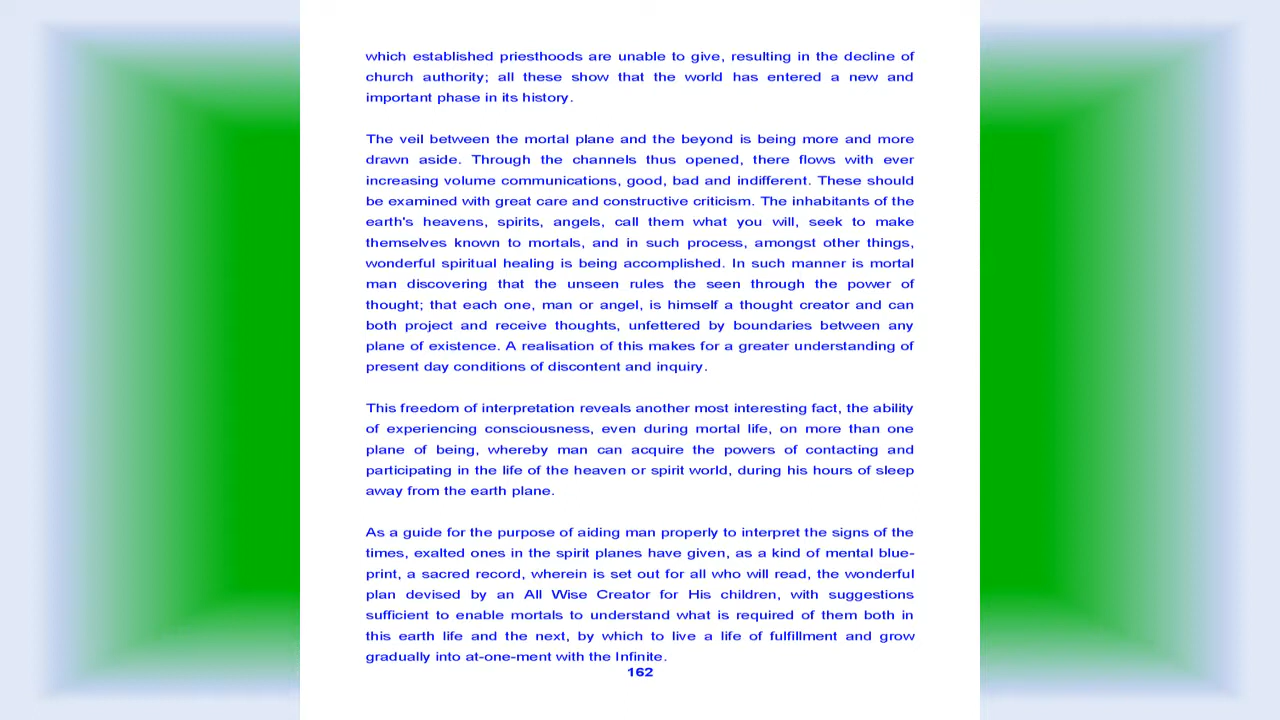 which established priesthoods are unable to give, resulting in the decline of
church authority; all these show that the world has entered a new and
important phase in its history.
The veil between the mortal plane and the beyond is being more and more
drawn aside. Through the channels thus opened, there flows with ever
increasing volume communications, good, bad and indifferent. These should
be examined with great care and constructive criticism. The inhabitants of the
earth's heavens, spirits, angels, call them what you will, seek to make
themselves known to mortals, and in such process, amongst other things,
wonderful spiritual healing is being accomplished. In such manner is mortal
man discovering that the unseen rules the seen through the power of
thought; that each one, man or angel, is himself a thought creator and can
both project and receive thoughts, unfettered by boundaries between any
plane of existence. A realisation of this makes for a greater understanding of
present day conditions of discontent and inquiry.
This freedom of interpretation reveals another most interesting fact, the ability
of experiencing consciousness, even during mortal life, on more than one
plane of being, whereby man can acquire the powers of contacting and
participating in the life of the heaven or spirit world, during his hours of sleep
away from the earth plane.
As a guide for the purpose of aiding man properly to interpret the signs of the
times, exalted ones in the spirit planes have given, as a kind of mental blue-
print, a sacred record, wherein is set out for all who will read, the wonderful
plan devised by an All Wise Creator for His children, with suggestions
sufficient to enable mortals to understand what is required of them both in
this earth life and the next, by which to live a life of fulfillment and grow
gradually into at-one-ment with the Infinite.
162